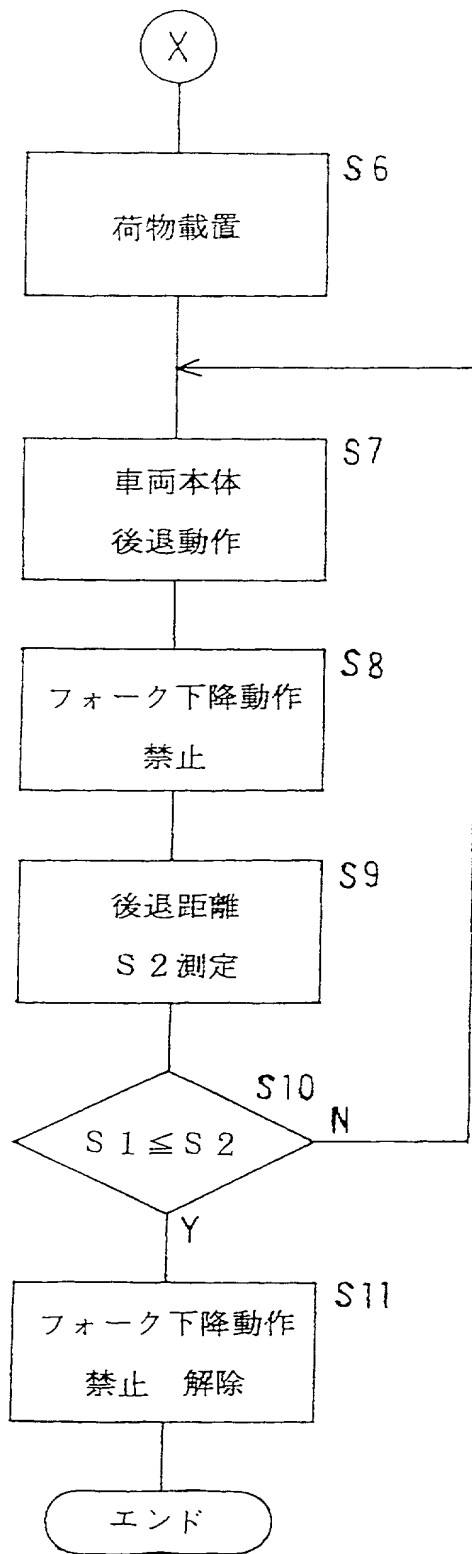 X
S6
荷物載置
S7
車両本体
後退動作
S8
フォーク下降動作
禁止
S9
後退距離
S2測定
S10
S1≦S2
N
Y
S11
フォーク下降動作
禁止 解除
エンド